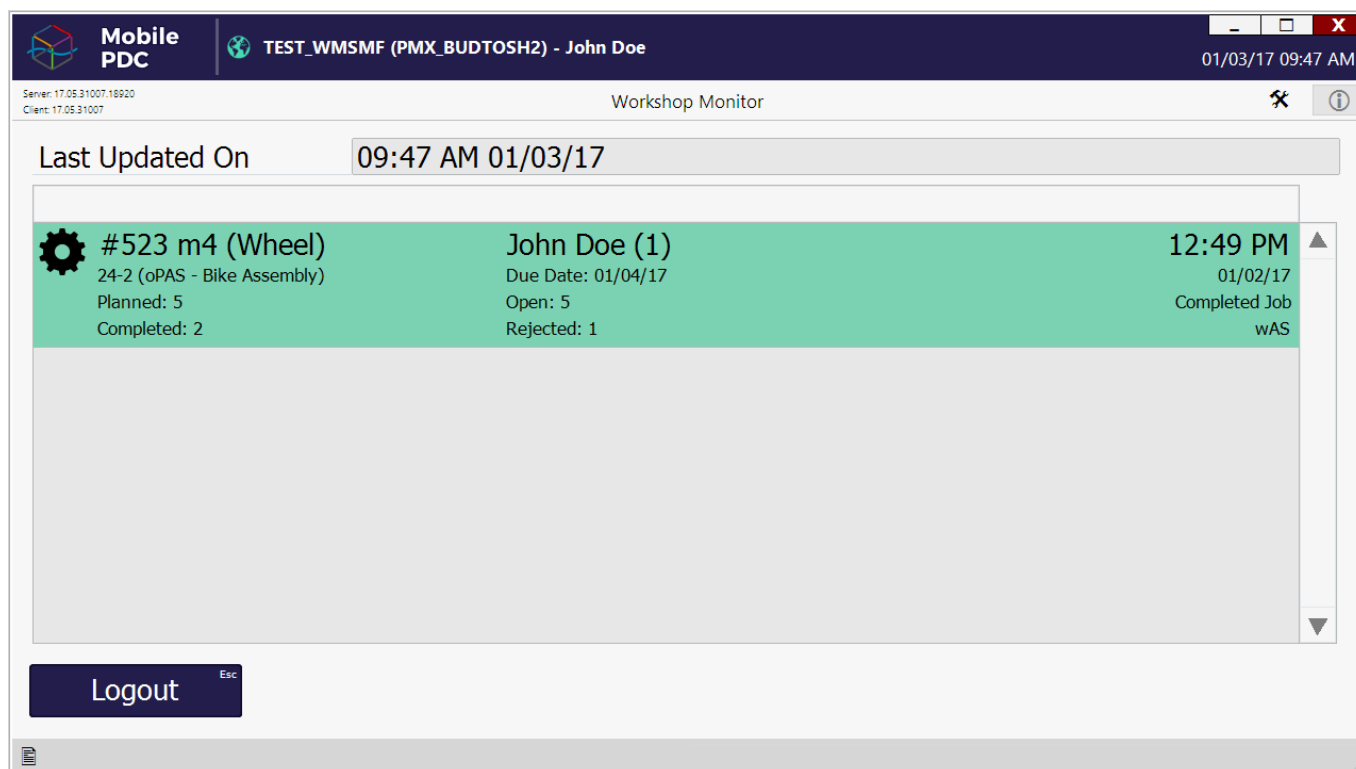 Mobile
PDC
TEST_WMSMF (PMX_BUDTOSH2) - John Doe
X
01/03/17 09:47 AM
Server: 17.05.31007.18920
Client: 17.05.31007
Workshop Monitor
Last Updated On 09:47 AM 01/03/17
#523 m4 (Wheel) John Doe (1) 12:49 PM
24-2 (oPAS - Bike Assembly) Due Date: 01/04/17 01/02/17
Planned: 5 Open: 5 Completed Job
Completed: 2 Rejected: 1 wAS
Logout Esc